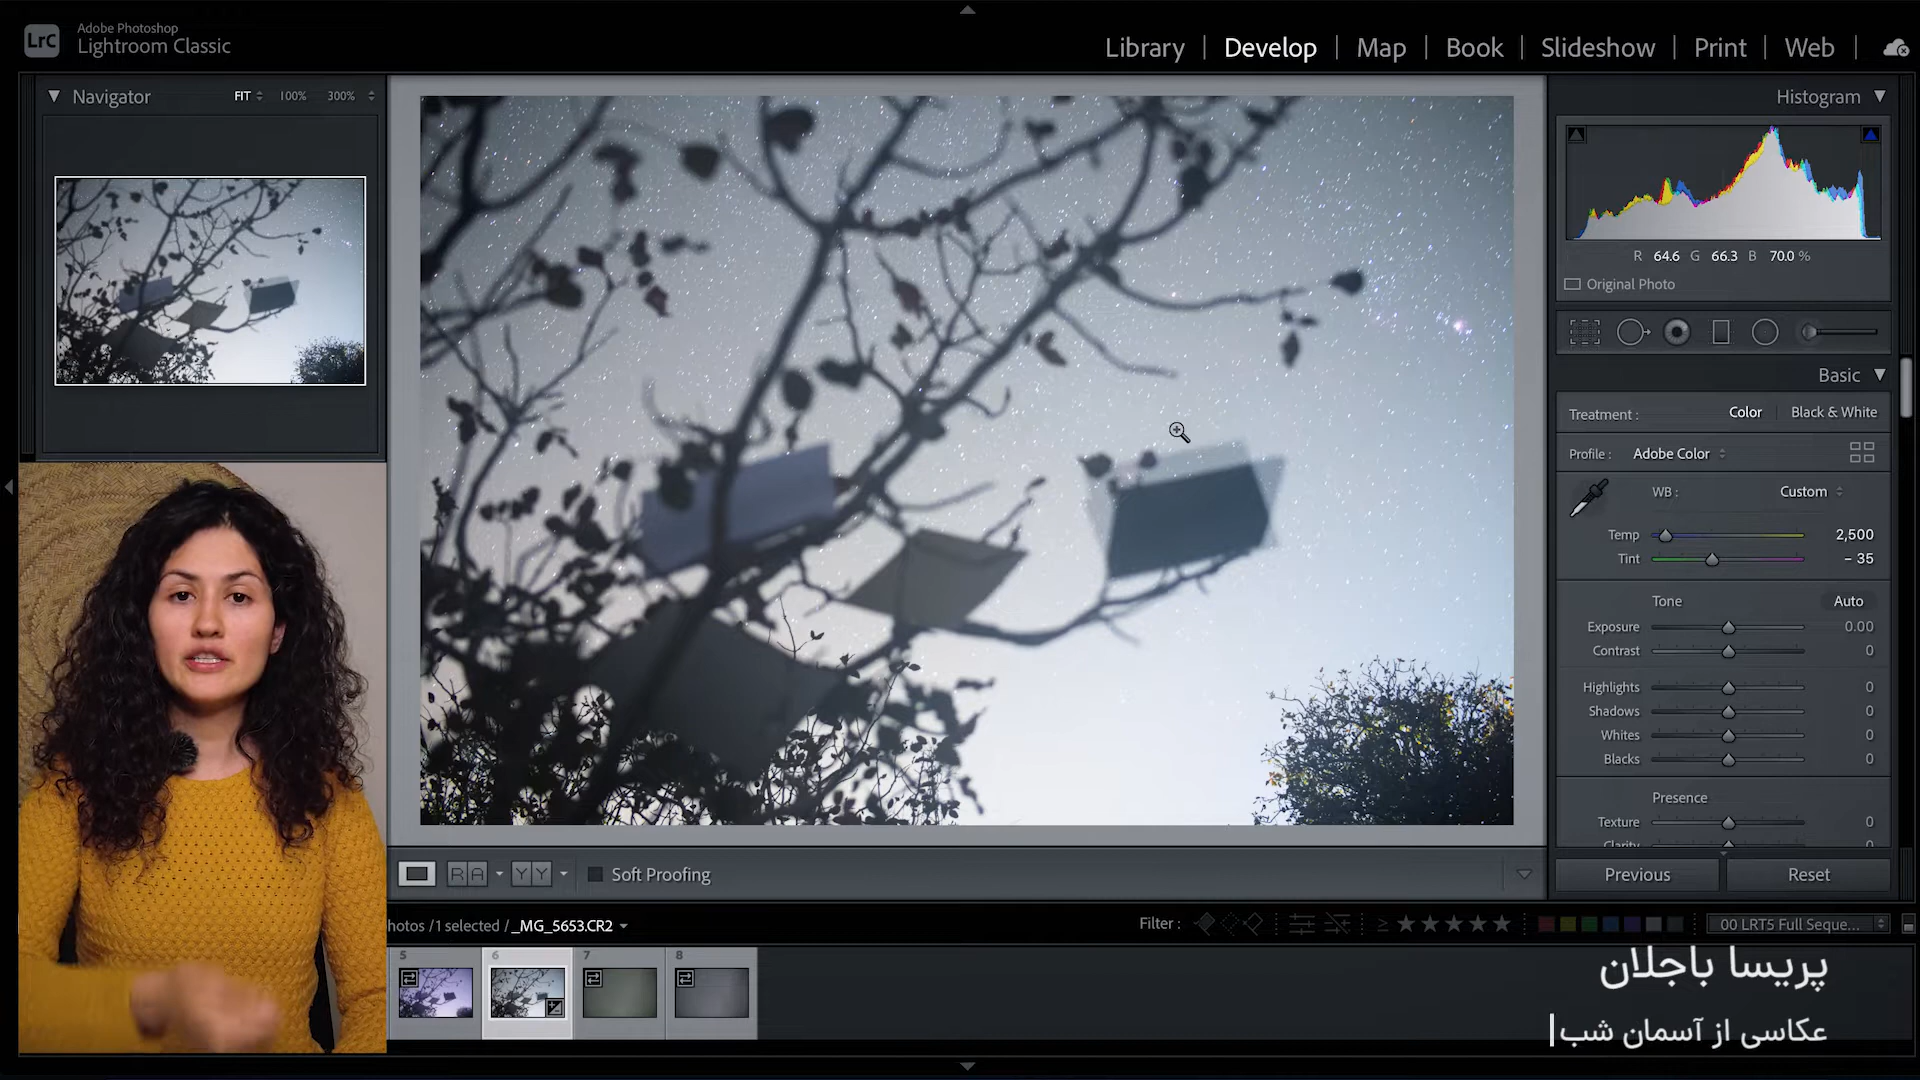 LrC
Adobe Photoshop
Lightroom Classic
Library | Develop | Map | Book | Slideshow | Print | Web
Navigator FIT 100% 300%
Histogram
R 64.6 G 66.3 B 70.0 %
Original Photo
Basic
Treatment : Color Black & White
Profile : Adobe Color
WB : Custom
Temp 2,500
Tint - 35
Tone Auto
Exposure 0.00
Contrast 0
Highlights 0
Shadows 0
Whites 0
Blacks 0
Presence
Texture 0
Clarity 0
Previous Reset
R A Y Y Soft Proofing
hotos / 1 selected / _MG_5653.CR2
Filter : ≥ 00 LRT5 Full Seque...
5 6 7 8
پریسا باجلان
عکاسی از آسمان شب